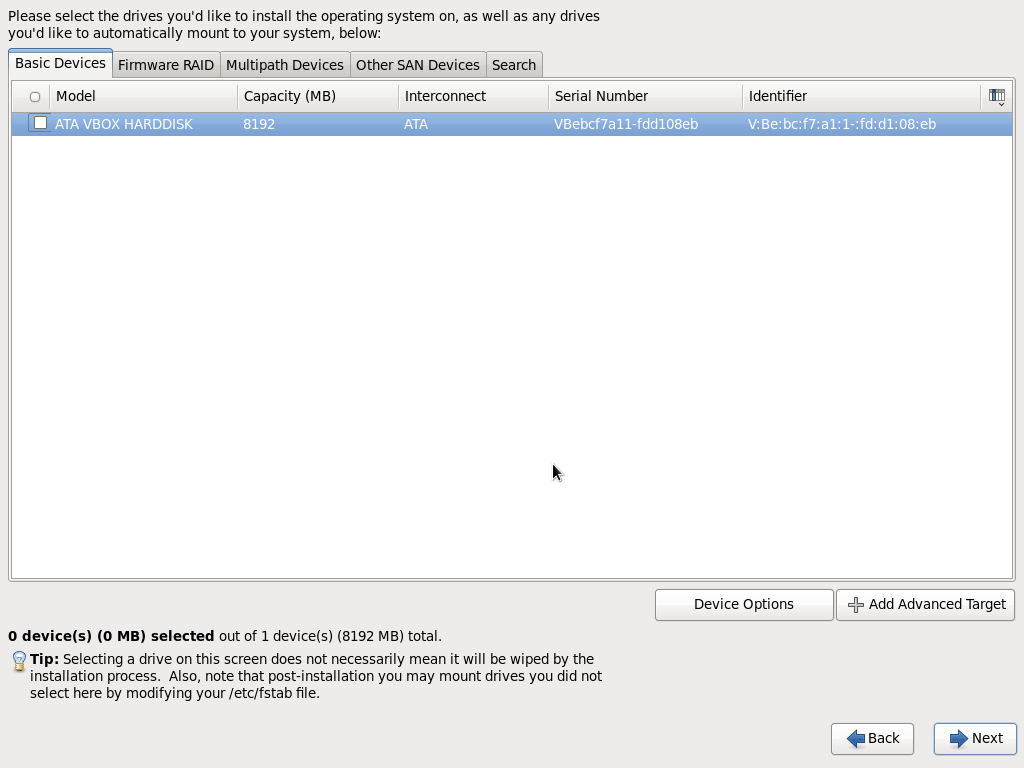 Please select the drives you'd like to install the operating system on, as well as any drives
you'd like to automatically mount to your system, below:
Basic Devices Firmware RAID Multipath Devices Other SAN Devices Search
Model Capacity (MB) Interconnect Serial Number Identifier
ATA VBOX HARDDISK 8192 ATA VBebcf7a11-fdd108eb V:Be:bc:f7:a1:1-:fd:d1:08:eb
Device Options Add Advanced Target
0 device(s) (0 MB) selected out of 1 device(s) (8192 MB) total.
Tip: Selecting a drive on this screen does not necessarily mean it will be wiped by the
installation process.  Also, note that post-installation you may mount drives you did not
select here by modifying your /etc/fstab file.
Back Next